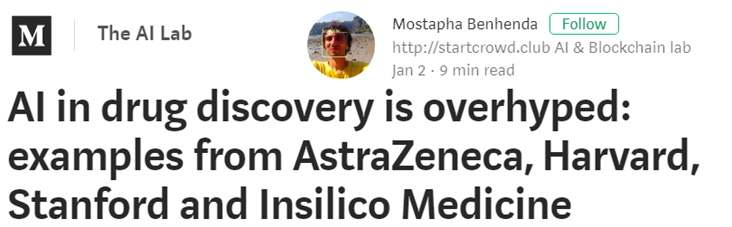 M
The AI Lab
Mostapha Benhenda Follow
http://startcrowd.club AI & Blockchain lab
Jan 2 · 9 min read
AI in drug discovery is overhyped:
examples from AstraZeneca, Harvard,
Stanford and Insilico Medicine